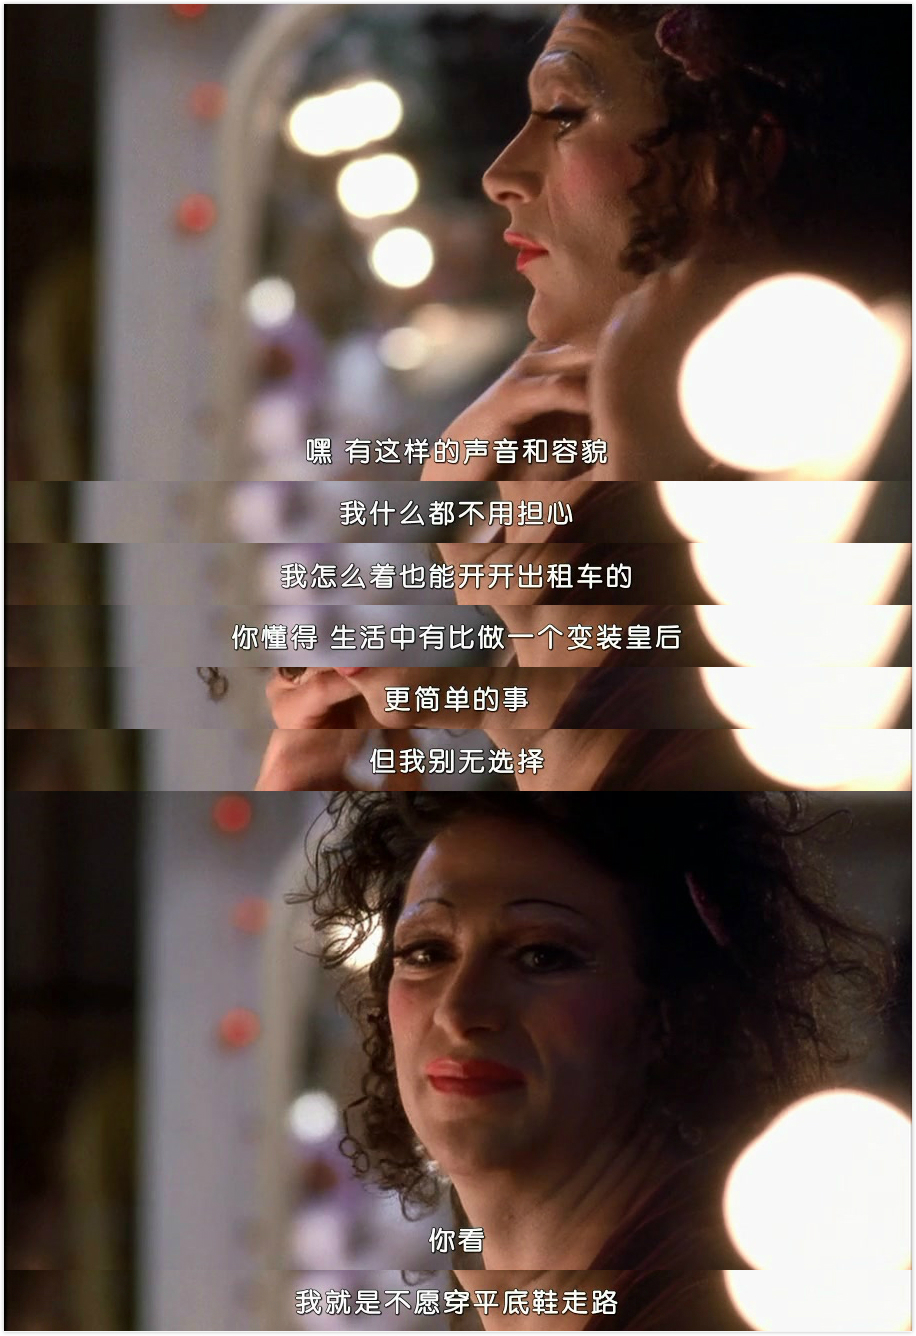 嘿 有这样的声音和容貌
我什么都不用担心
我怎么着也能开开出租车的
你懂得 生活中有比做一个变装皇后
更简单的事
但我别无选择
你看
我就是不愿穿平底鞋走路